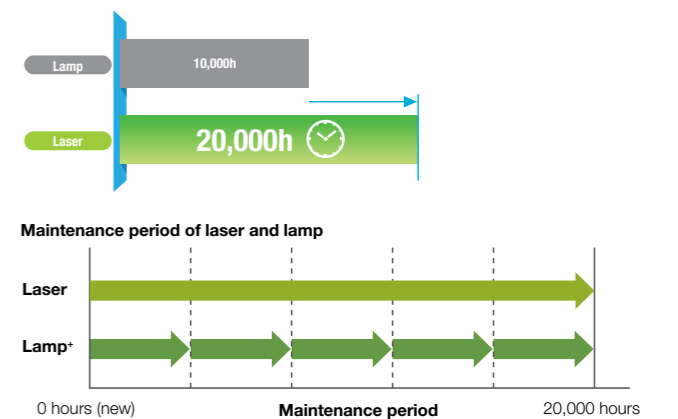 Lamp
10,000h
Laser
20,000h
Maintenance period of laser and lamp
Laser
Lamp+
0 hours (new)
Maintenance period
20,000 hours